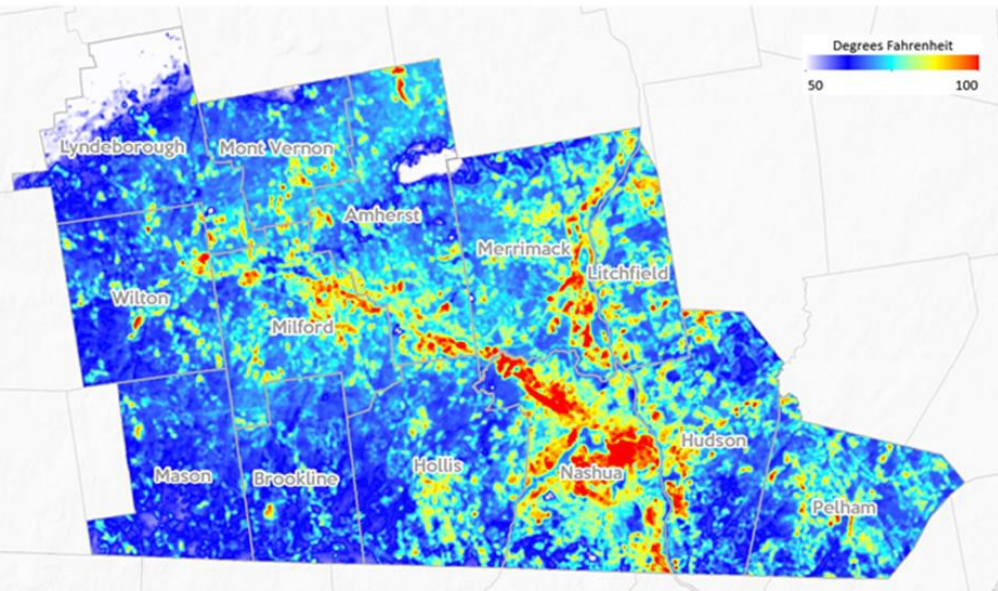 Degrees Fahrenheit
50 100
Lyndeborough
Mont Vernon
Amherst
Merrimack
Litchfield
Wilton
Milford
Hudson
Hollis
Nashua
Mason
Brookline
Pelham